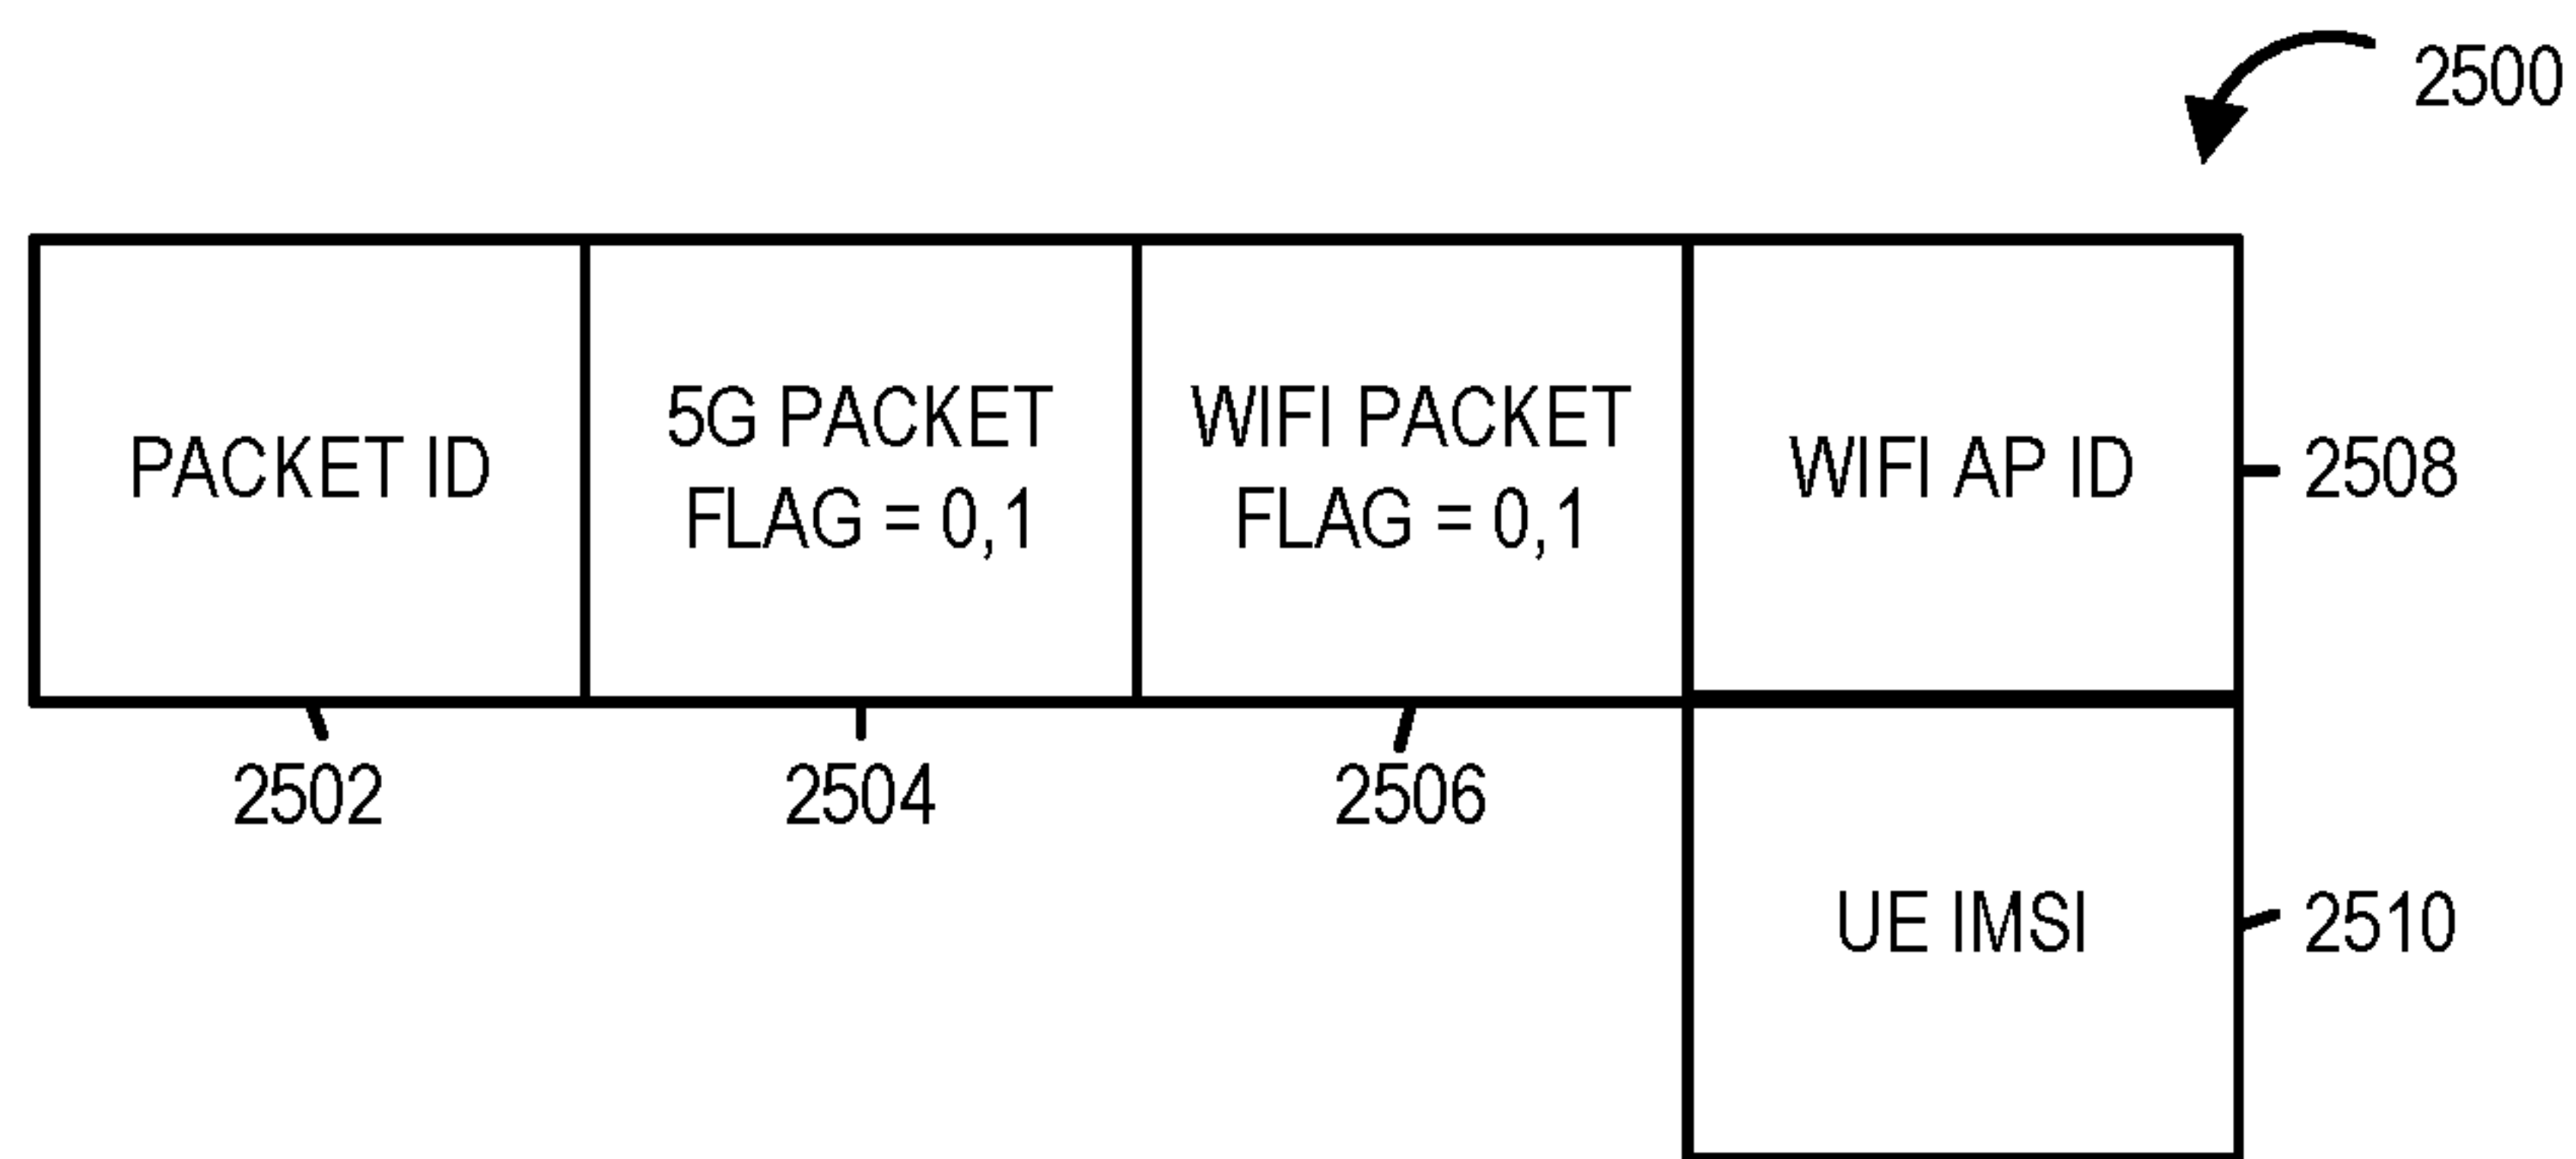 2500
PACKET ID
5G PACKET
FLAG = 0,1
WIFI PACKET
FLAG = 0,1
WIFI AP ID
2508
2502
2504
2506
UE IMSI
2510